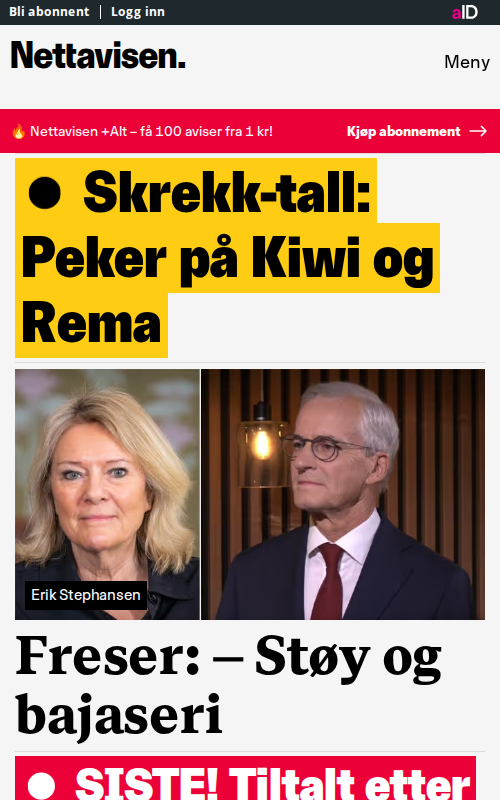 Bli abonnent | Logg inn
aID
Nettavisen.
Meny
🔥 Nettavisen +Alt – få 100 aviser fra 1 kr!
Kjøp abonnement →
● Skrekk-tall:
Peker på Kiwi og
Rema
Erik Stephansen
Freser: – Støy og
bajaseri
● SISTE! Tiltalt etter